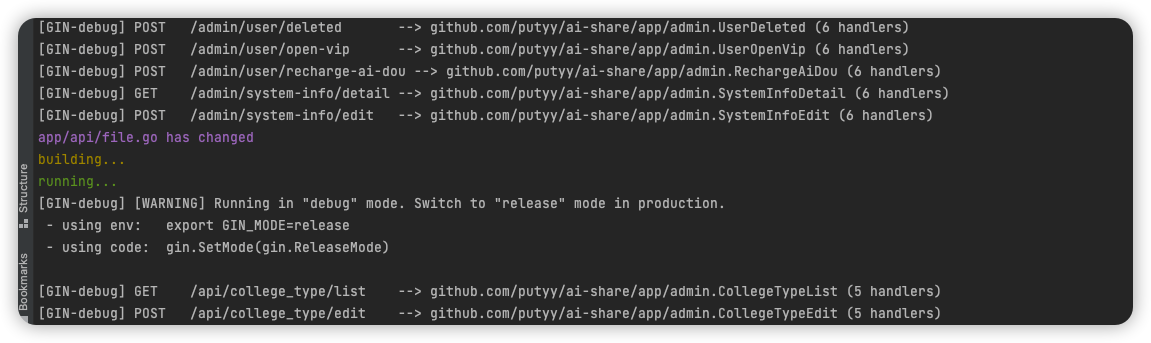 [GIN-debug] POST   /admin/user/deleted       --> github.com/putyy/ai-share/app/admin.UserDeleted (6 handlers)
[GIN-debug] POST   /admin/user/open-vip      --> github.com/putyy/ai-share/app/admin.UserOpenVip (6 handlers)
[GIN-debug] POST   /admin/user/recharge-ai-dou --> github.com/putyy/ai-share/app/admin.RechargeAiDou (6 handlers)
[GIN-debug] GET    /admin/system-info/detail --> github.com/putyy/ai-share/app/admin.SystemInfoDetail (6 handlers)
[GIN-debug] POST   /admin/system-info/edit   --> github.com/putyy/ai-share/app/admin.SystemInfoEdit (6 handlers)
app/api/file.go has changed
building...
running...
[GIN-debug] [WARNING] Running in "debug" mode. Switch to "release" mode in production.
 - using env:   export GIN_MODE=release
 - using code:  gin.SetMode(gin.ReleaseMode)
[GIN-debug] GET    /api/college_type/list    --> github.com/putyy/ai-share/app/admin.CollegeTypeList (5 handlers)
[GIN-debug] POST   /api/college_type/edit    --> github.com/putyy/ai-share/app/admin.CollegeTypeEdit (5 handlers)
Structure
Bookmarks